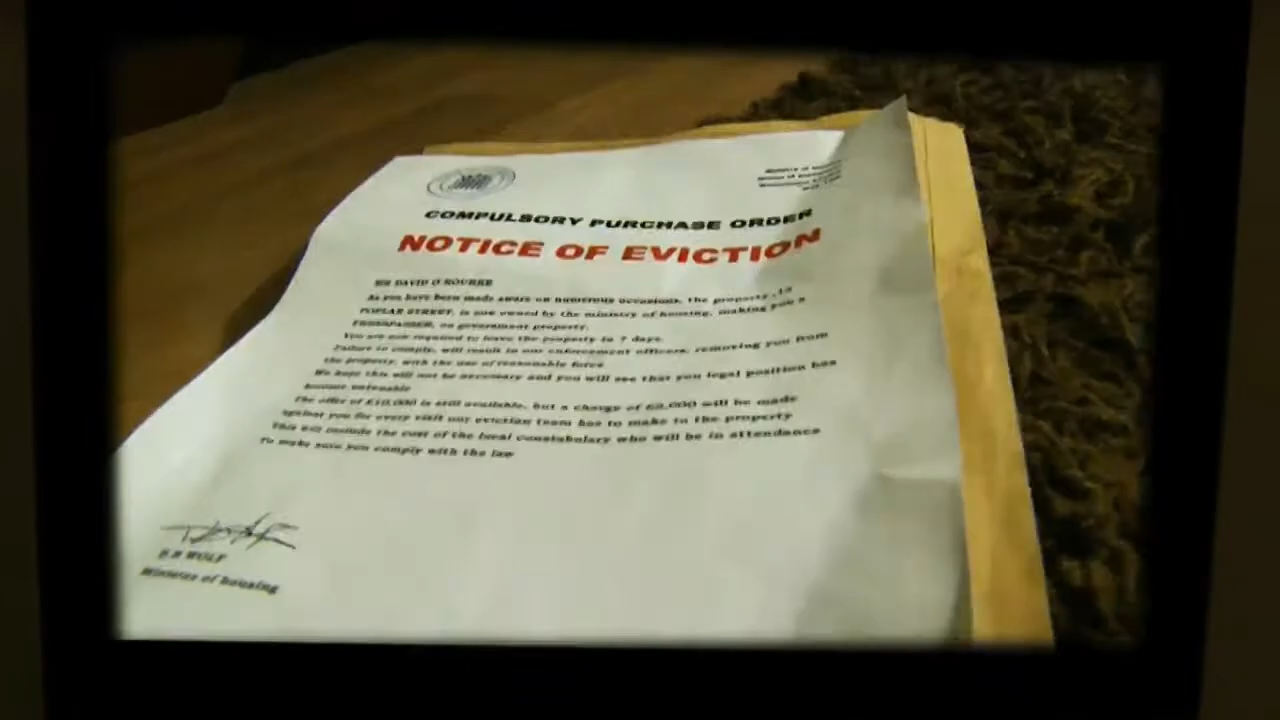 COMPULSORY PURCHASE ORDER
NOTICE OF EVICTION
DAVID O ROURKE
As you have been made aware on numerous occasions, the property ,
POPLAR STREET, is now owned by the ministry of housing, making you a
TRESSPASSER, on government property.
You are now required to leave the property in 7 days.
Failure to comply, will result in our enforcement officers, removing you from
the property, with the use of reasonable force
We hope this will not be necessary and you will see that you legal position has
become untenable
The offer of £10,000 is still available, but a charge of will be made
against you for every visit our eviction team has to make to the property
This will include the cost of the local constabulary who will be in attendance
To make sure you comply with the law
B.B WOLF
Minister of housing